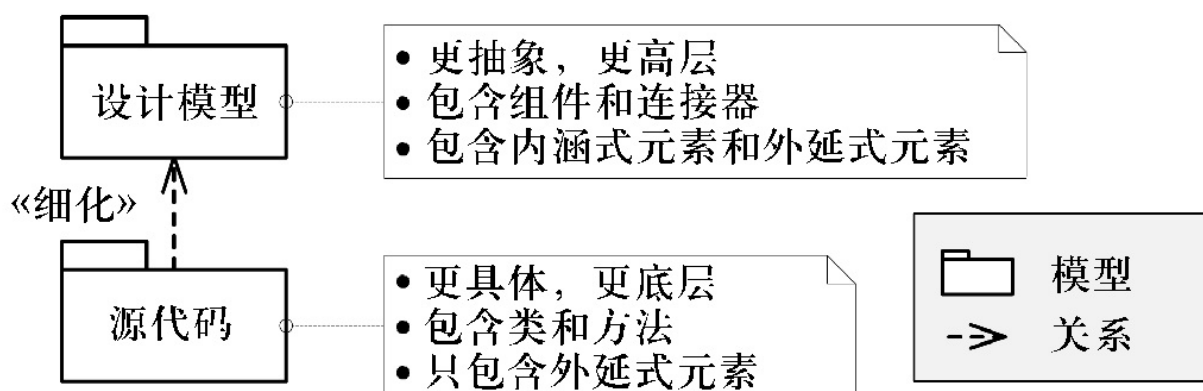 设计模型
• 更抽象，更高层
• 包含组件和连接器
• 包含内涵式元素和外延式元素
«细化»
源代码
• 更具体，更底层
• 包含类和方法
• 只包含外延式元素
模型
关系